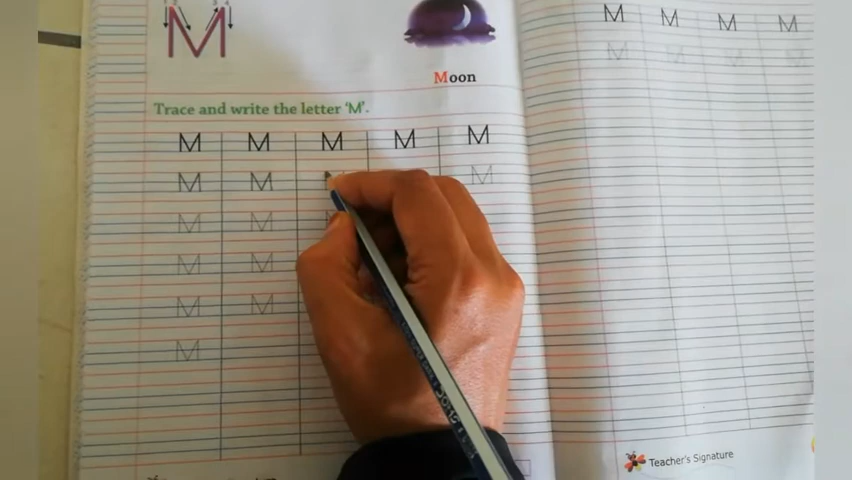 M
Moon
Trace and write the letter 'M'.
M M M M M
M M M
M M
M M
M M
M
M M M M
M M M M
Teacher's Signature